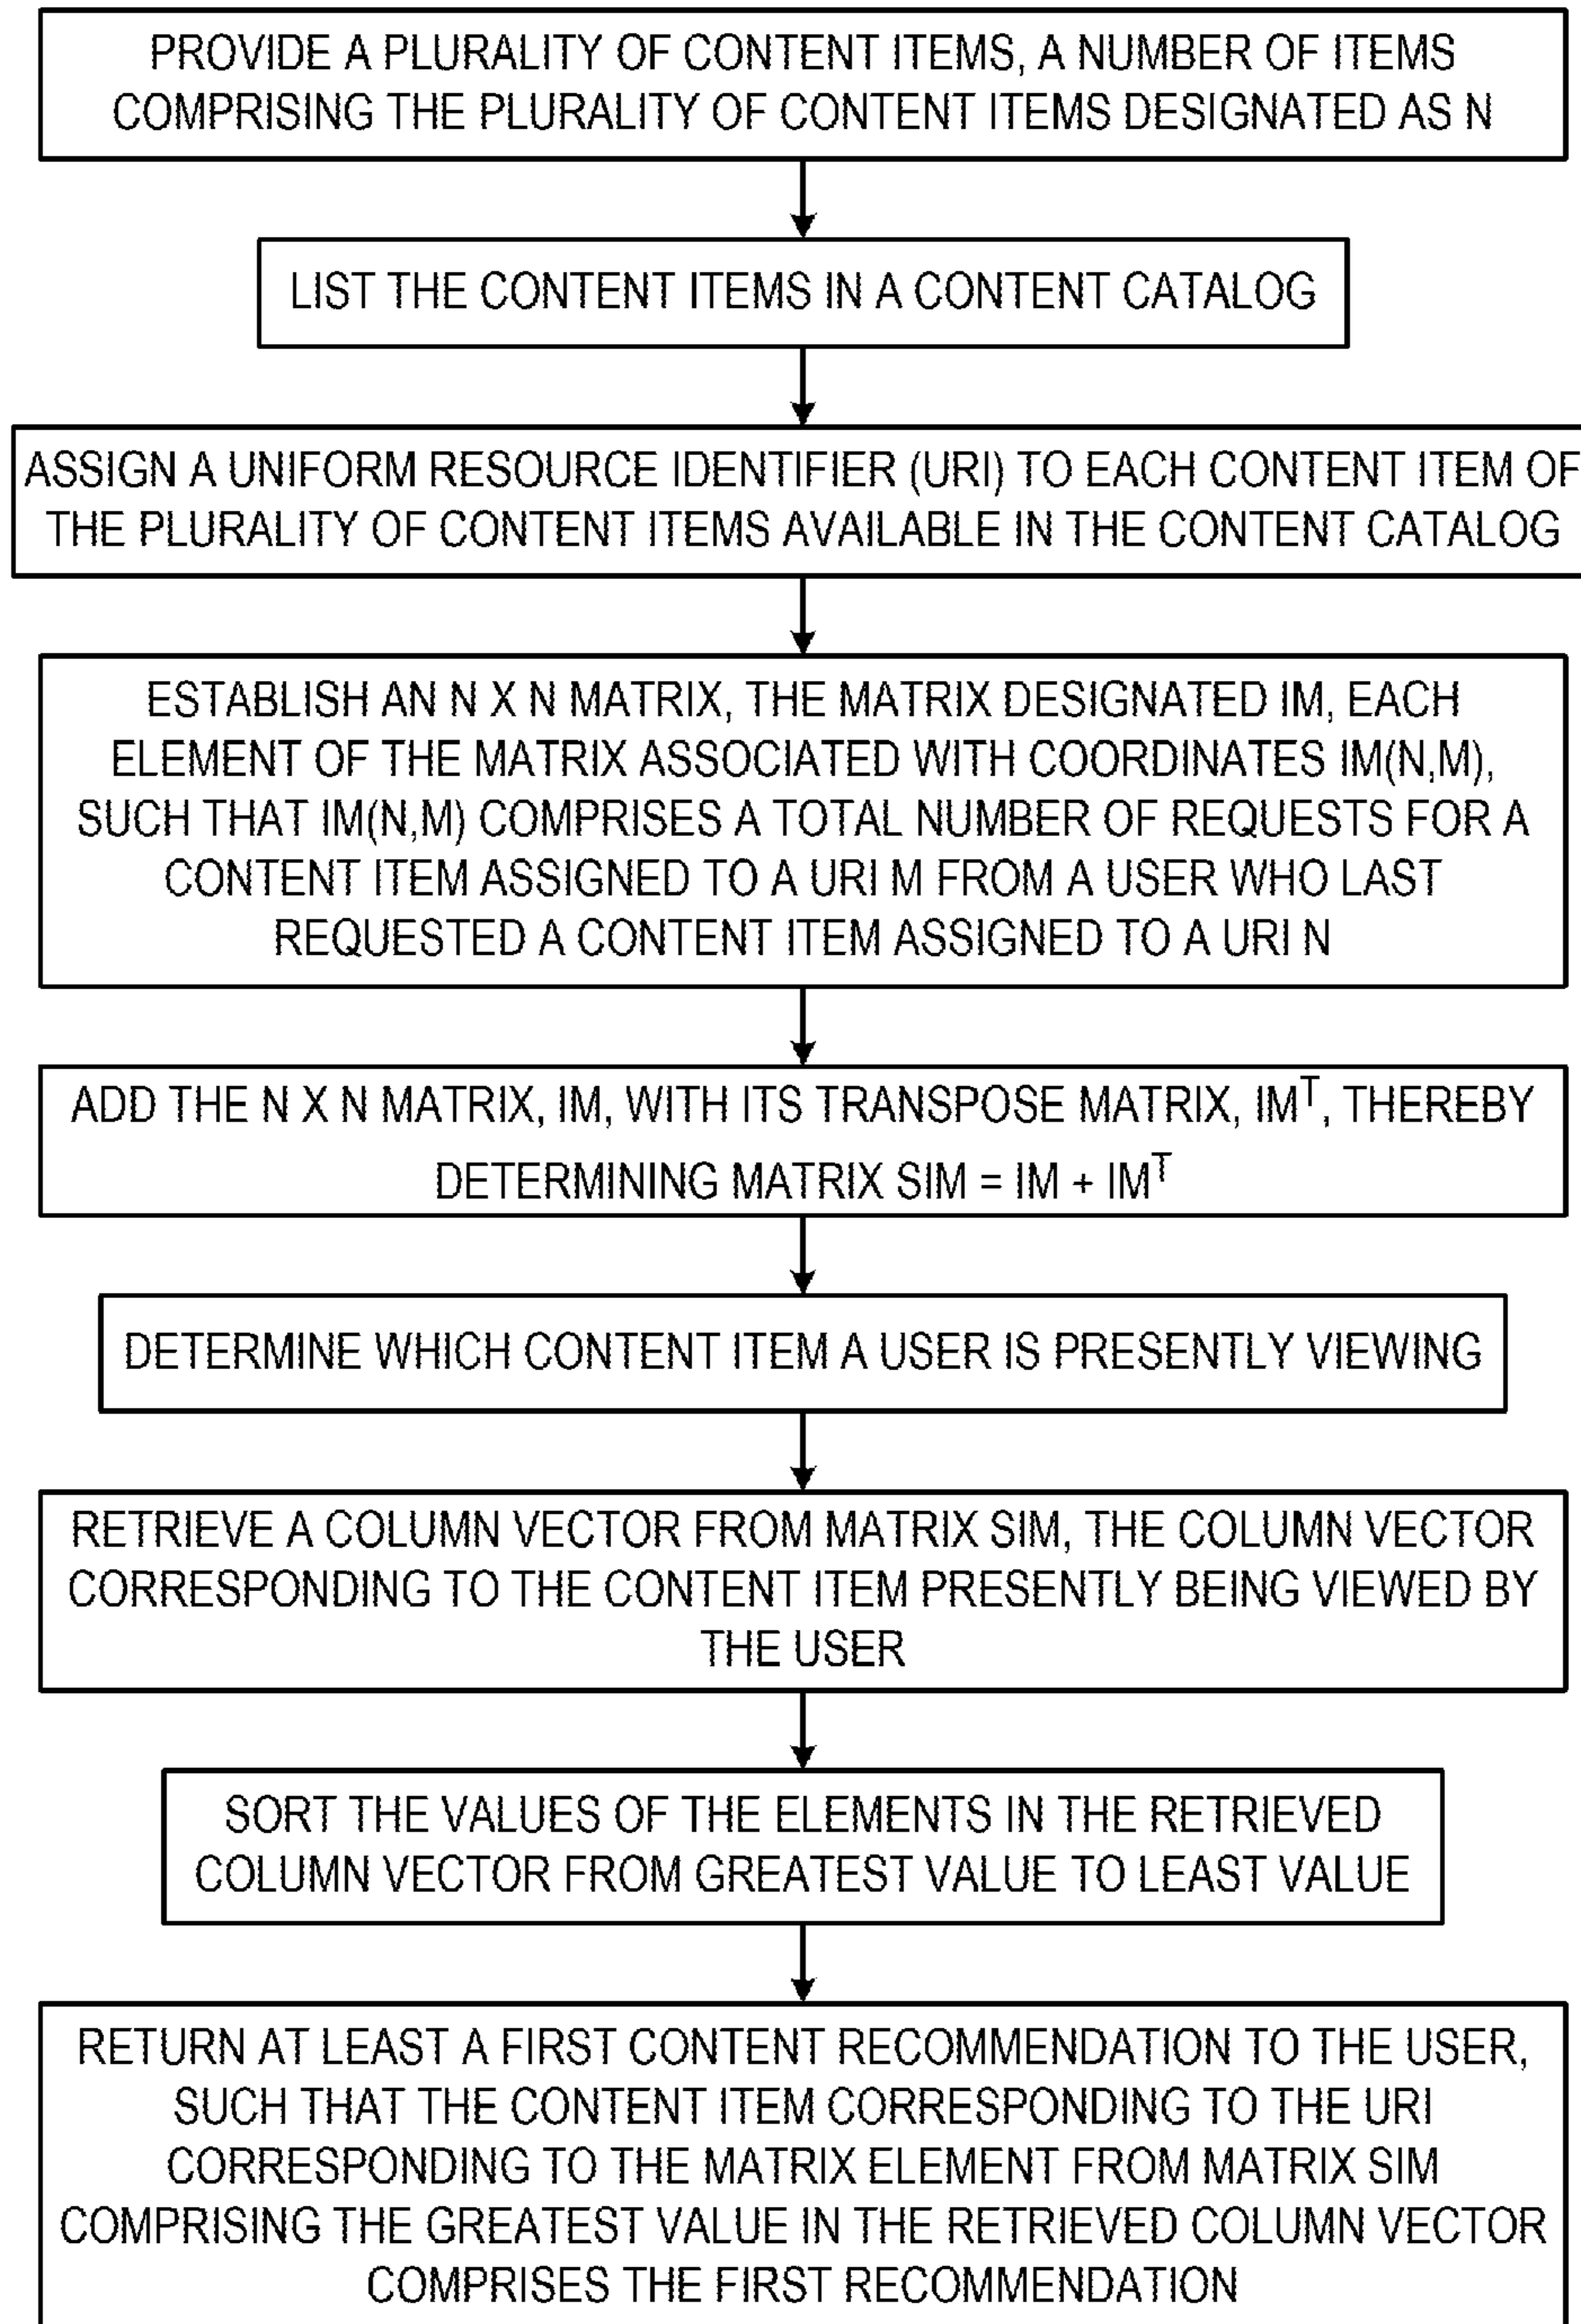 PROVIDE A PLURALITY OF CONTENT ITEMS, A NUMBER OF ITEMS
COMPRISING THE PLURALITY OF CONTENT ITEMS DESIGNATED AS N
LIST THE CONTENT ITEMS IN A CONTENT CATALOG
ASSIGN A UNIFORM RESOURCE IDENTIFIER (URI) TO EACH CONTENT ITEM OF
THE PLURALITY OF CONTENT ITEMS AVAILABLE IN THE CONTENT CATALOG
ESTABLISH AN N X N MATRIX, THE MATRIX DESIGNATED IM, EACH
ELEMENT OF THE MATRIX ASSOCIATED WITH COORDINATES IM(N,M),
SUCH THAT IM(N,M) COMPRISES A TOTAL NUMBER OF REQUESTS FOR A
CONTENT ITEM ASSIGNED TO A URI M FROM A USER WHO LAST
REQUESTED A CONTENT ITEM ASSIGNED TO A URI N
ADD THE N X N MATRIX, IM, WITH ITS TRANSPOSE MATRIX, IMᵀ, THEREBY
DETERMINING MATRIX SIM = IM + IMᵀ
DETERMINE WHICH CONTENT ITEM A USER IS PRESENTLY VIEWING
RETRIEVE A COLUMN VECTOR FROM MATRIX SIM, THE COLUMN VECTOR
CORRESPONDING TO THE CONTENT ITEM PRESENTLY BEING VIEWED BY
THE USER
SORT THE VALUES OF THE ELEMENTS IN THE RETRIEVED
COLUMN VECTOR FROM GREATEST VALUE TO LEAST VALUE
RETURN AT LEAST A FIRST CONTENT RECOMMENDATION TO THE USER,
SUCH THAT THE CONTENT ITEM CORRESPONDING TO THE URI
CORRESPONDING TO THE MATRIX ELEMENT FROM MATRIX SIM
COMPRISING THE GREATEST VALUE IN THE RETRIEVED COLUMN VECTOR
COMPRISES THE FIRST RECOMMENDATION